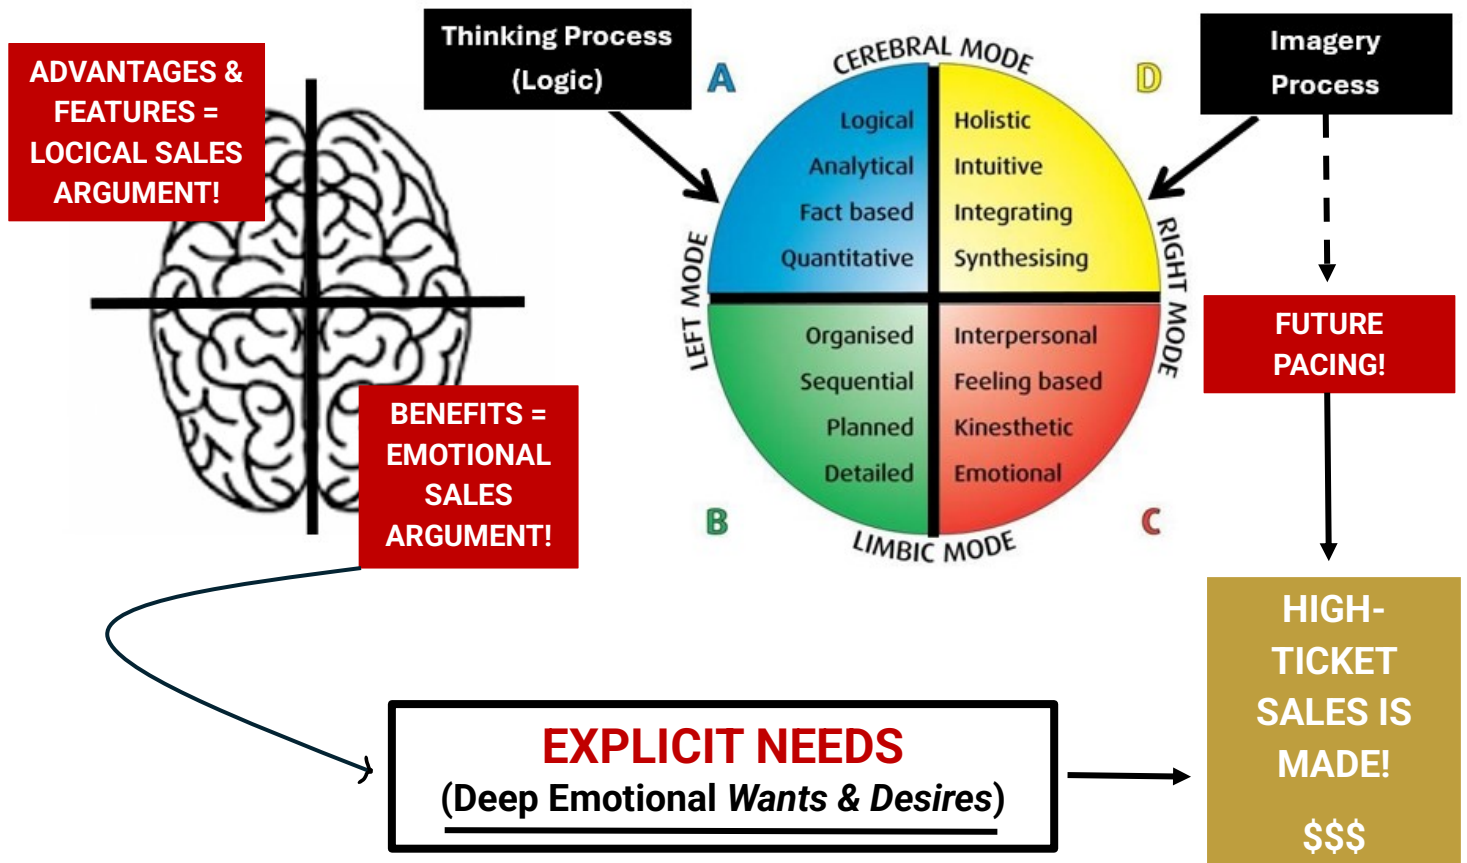 ADVANTAGES &
FEATURES =
LOCICAL SALES
ARGUMENT!
Thinking Process
(Logic)
Imagery
Process
A
D
CEREBRAL MODE
Logical
Analytical
Fact based
Quantitative
Holistic
Intuitive
Integrating
Synthesising
LEFT MODE
RIGHT MODE
Organised
Sequential
Planned
Detailed
Interpersonal
Feeling based
Kinesthetic
Emotional
B
C
LIMBIC MODE
FUTURE
PACING!
BENEFITS =
EMOTIONAL
SALES
ARGUMENT!
EXPLICIT NEEDS
(Deep Emotional Wants & Desires)
HIGH-
TICKET
SALES IS
MADE!
$$$